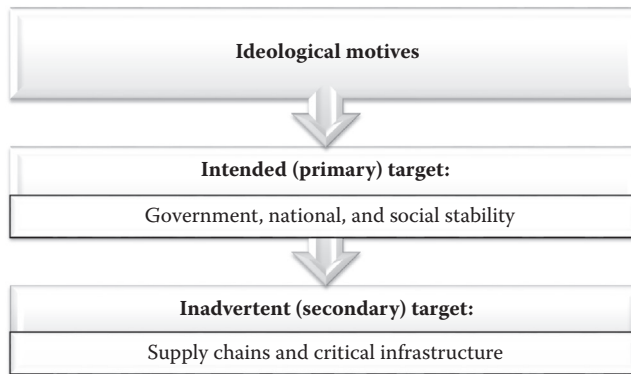 Ideological motives
Intended (primary) target:
Government, national, and social stability
Inadvertent (secondary) target:
Supply chains and critical infrastructure